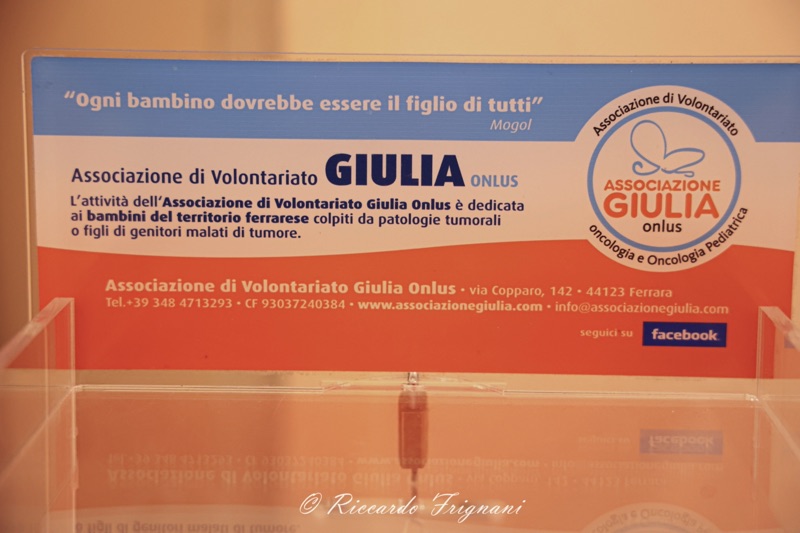 “Ogni bambino dovrebbe essere il figlio di tutti”
Mogol
Associazione di Volontariato GIULIA ONLUS
L'attività dell'Associazione di Volontariato Giulia Onlus è dedicata
ai bambini del territorio ferrarese colpiti da patologie tumorali
o figli di genitori malati di tumore.
Associazione di Volontariato
ASSOCIAZIONE
GIULIA
onlus
oncologia e Oncologia Pediatrica
Associazione di Volontariato Giulia Onlus • via Copparo, 142 • 44123 Ferrara
Tel.+39 348 4713293 • CF 93037240384 • www.associazionegiulia.com • info@associazionegiulia.com
seguici su facebook
© Riccardo Frignani